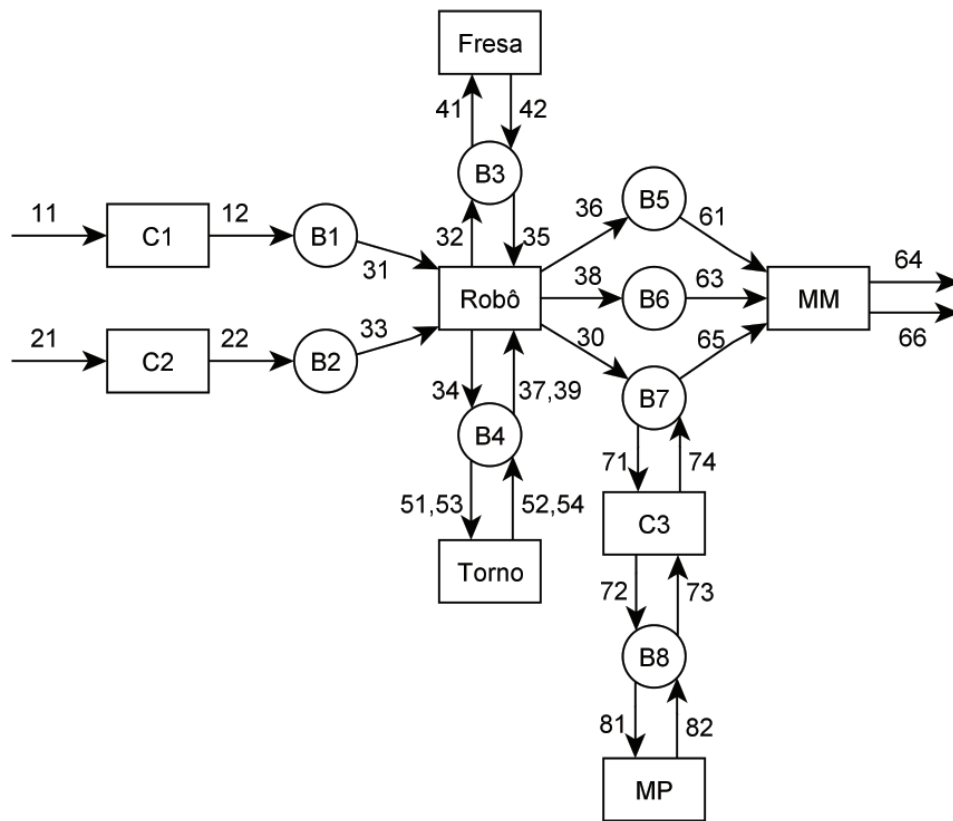 Fresa
41 42
B3
B5
11 12 36 61
C1 B1 32 35 64
31 38 63
Robô B6 MM
21 22 33 30 65 66
C2 B2 34 37,39 B7
B4
71 74
51,53 52,54 C3
Torno 72 73
B8
81 82
MP